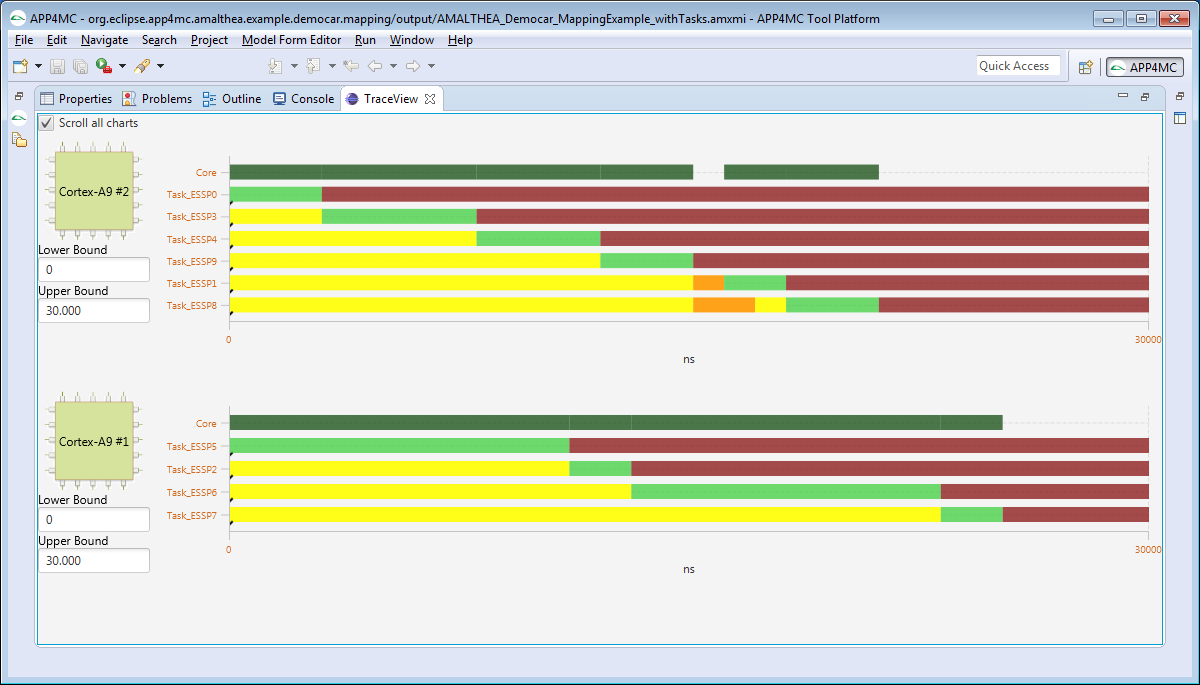 APP4MC - org.eclipse.app4mc.amalthea.example.democar.mapping/output/AMALTHEA_Democar_MappingExample_withTasks.amxmi - APP4MC Tool Platform
File Edit Navigate Search Project Model Form Editor Run Window Help
Quick Access APP4MC
Properties Problems Outline Console TraceView
Scroll all charts
Cortex-A9 #2
Lower Bound
0
Upper Bound
30.000
Core
Task_ESSP0
Task_ESSP3
Task_ESSP4
Task_ESSP9
Task_ESSP1
Task_ESSP8
0 30000
ns
Cortex-A9 #1
Lower Bound
0
Upper Bound
30.000
Core
Task_ESSP5
Task_ESSP2
Task_ESSP6
Task_ESSP7
0 30000
ns